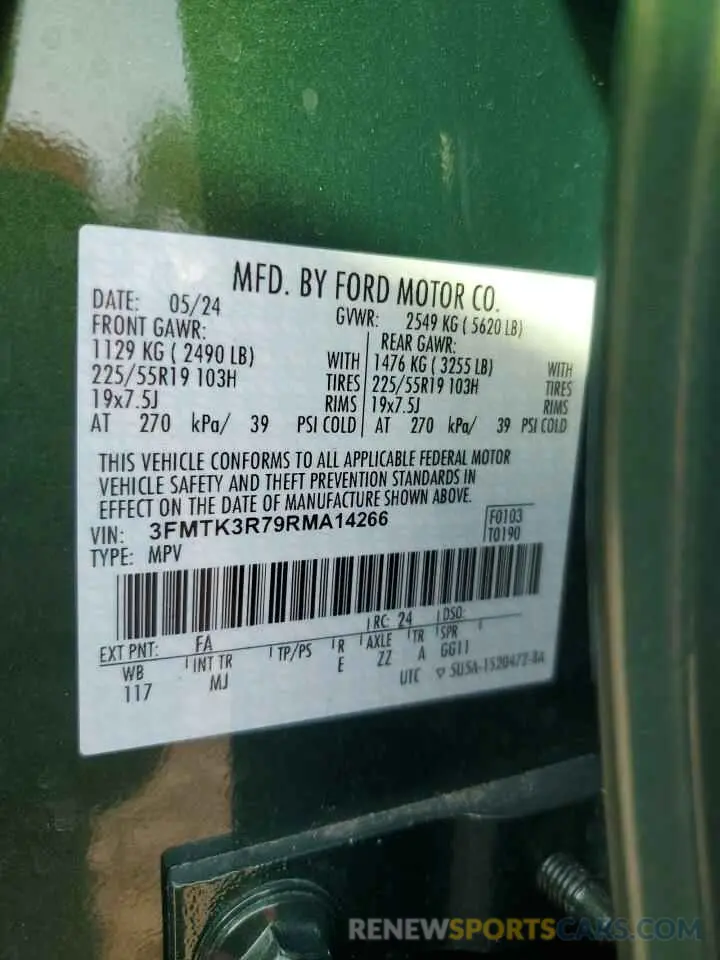 MFD. BY FORD MOTOR CO.
DATE: 05/24 GVWR: 2549 KG ( 5620 LB)
FRONT GAWR: REAR GAWR:
1129 KG ( 2490 LB) WITH 1476 KG ( 3255 LB) WITH
225/55R19 103H TIRES 225/55R19 103H TIRES
19x7.5J RIMS 19x7.5J RIMS
AT 270 kPa/ 39 PSI COLD AT 270 kPa/ 39 PSI COLD
THIS VEHICLE CONFORMS TO ALL APPLICABLE FEDERAL MOTOR
VEHICLE SAFETY AND THEFT PREVENTION STANDARDS IN
EFFECT ON THE DATE OF MANUFACTURE SHOWN ABOVE.
VIN: 3FMTK3R79RMA14266 F0103
TYPE: MPV T0190
EXT PNT: FA RC: 24 DSO:
WB INT TR TP/PS R AXLE TR SPR
117 MJ E ZZ A GG11
UTC SU5A-1520472-BA
RENEWSPORTSCARS.COM